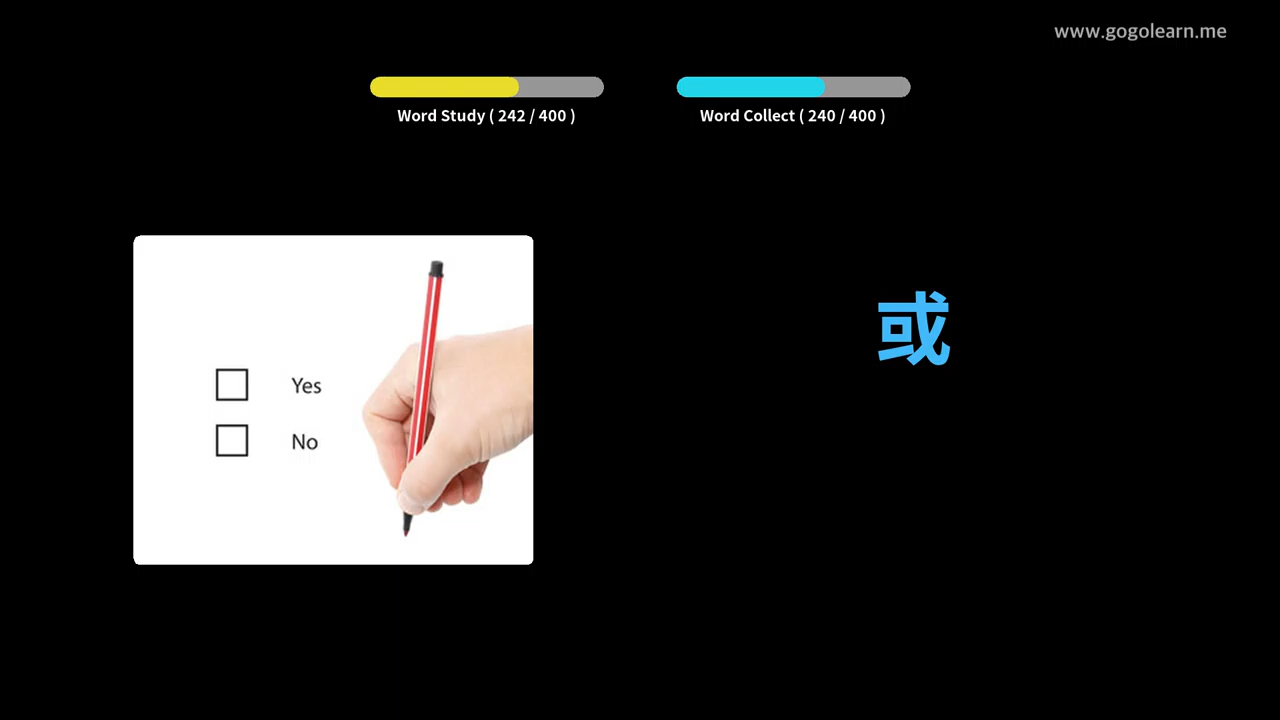 www.gogolearn.me
Word Study ( 242 / 400 )
Word Collect ( 240 / 400 )
Yes
No
或